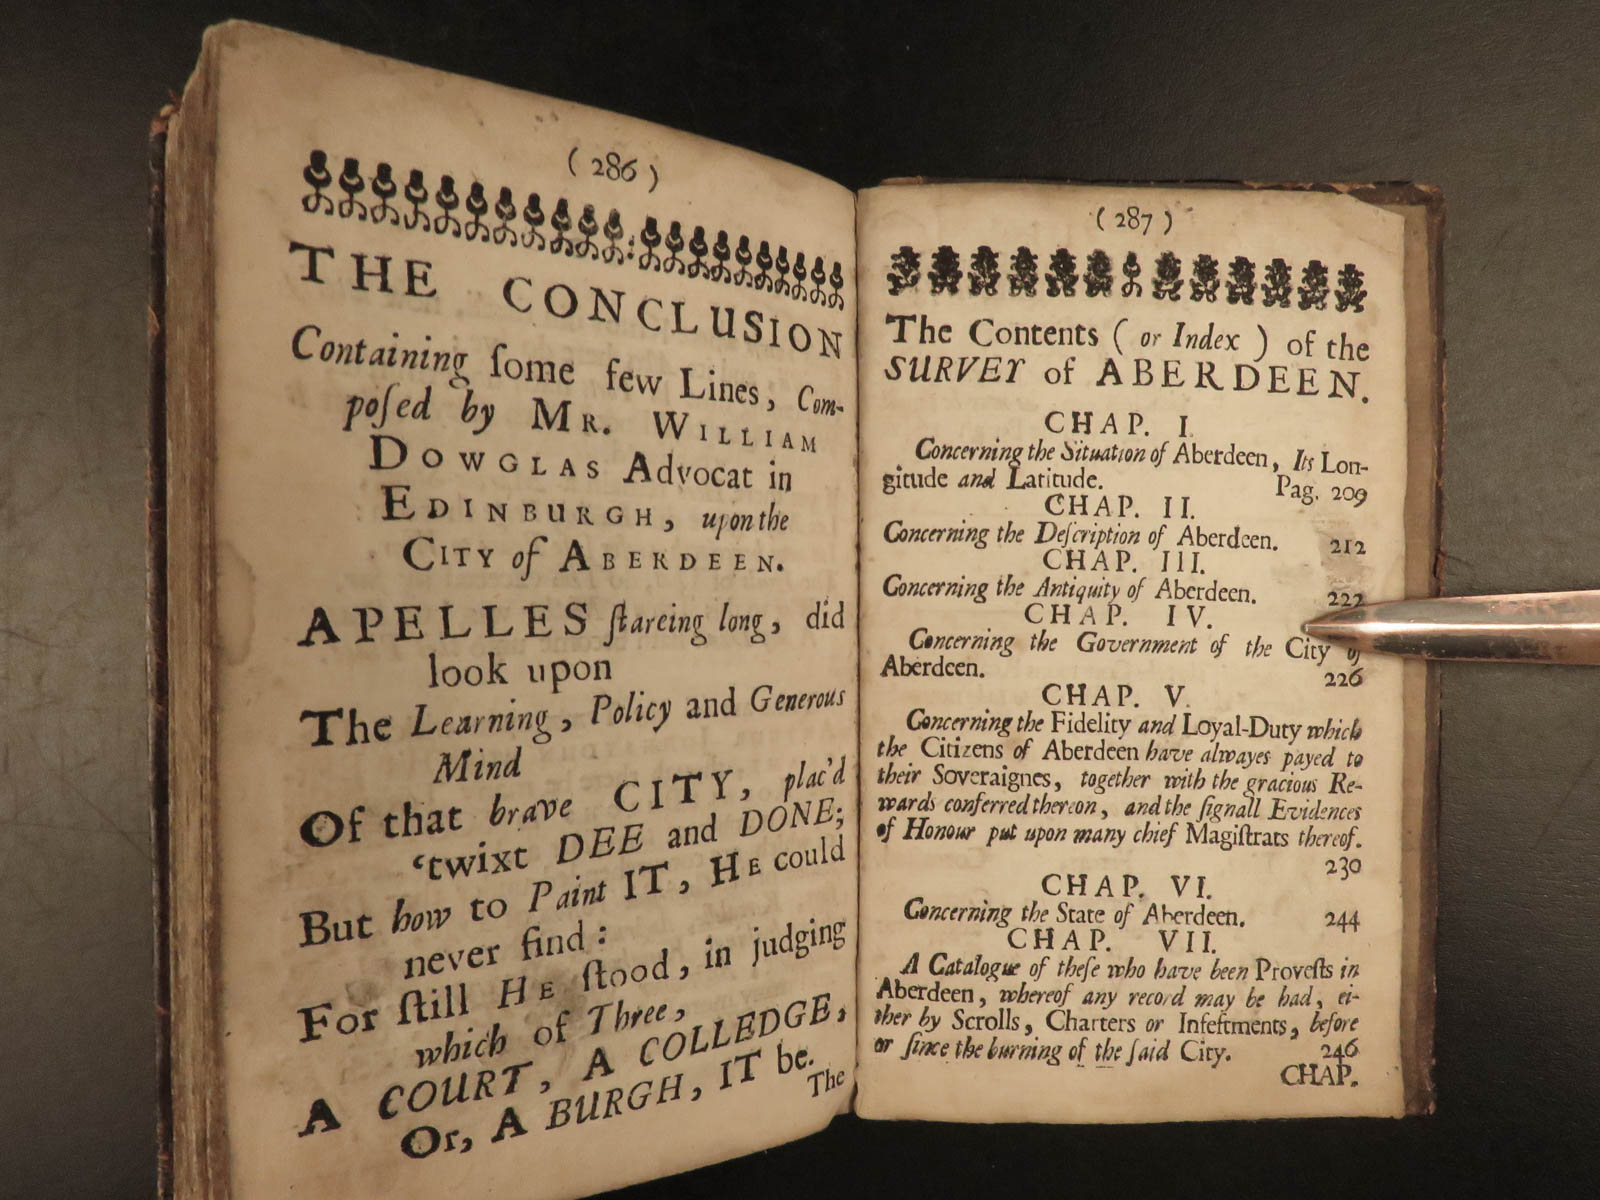 ( 286 )
THE CONCLUSION
Containing ſome few Lines, Com-
poſed by MR. WILLIAM
DOWGLAS Advocat in
EDINBURGH, upon the
CITY of ABERDEEN.
APELLES ſtareing long, did
look upon
The Learning, Policy and Generous
Mind
Of that brave CITY, plac'd
'twixt DEE and DONE;
But how to Paint IT, HE could
never find:
For ſtill HE ſtood, in judging
which of Three,
A COURT, A COLLEDGE,
Or, A BURGH, IT be.
The
( 287 )
The Contents ( or Index ) of the
SURVEY of ABERDEEN.
CHAP. I.
Concerning the Situation of Aberdeen, Its Lon-
gitude and Latitude. Pag. 209
CHAP. II.
Concerning the Deſcription of Aberdeen. 212
CHAP. III.
Concerning the Antiquity of Aberdeen. 222
CHAP. IV.
Concerning the Government of the City of
Aberdeen. 226
CHAP. V.
Concerning the Fidelity and Loyal-Duty which
the Citizens of Aberdeen have alwayes payed to
their Soveraignes, together with the gracious Re-
wards conferred thereon, and the ſignall Evidences
of Honour put upon many chief Magiſtrats thereof.
230
CHAP. VI.
Concerning the State of Aberdeen. 244
CHAP. VII.
A Catalogue of theſe who have been Proveſts in
Aberdeen, whereof any record may be had, ei-
ther by Scrolls, Charters or Infeftments, before
or ſince the burning of the ſaid City. 246
CHAP.